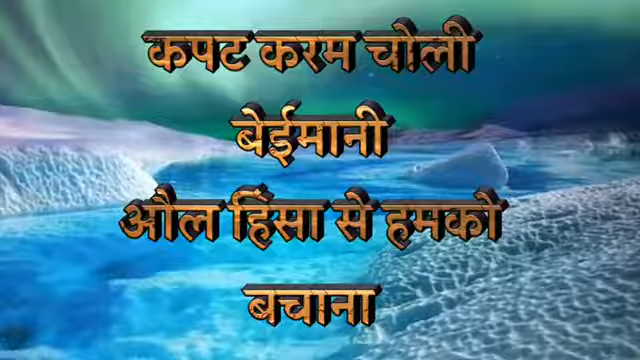 कपट करम चोली
बेईमानी
औल हिंसा से हमको
बचाना